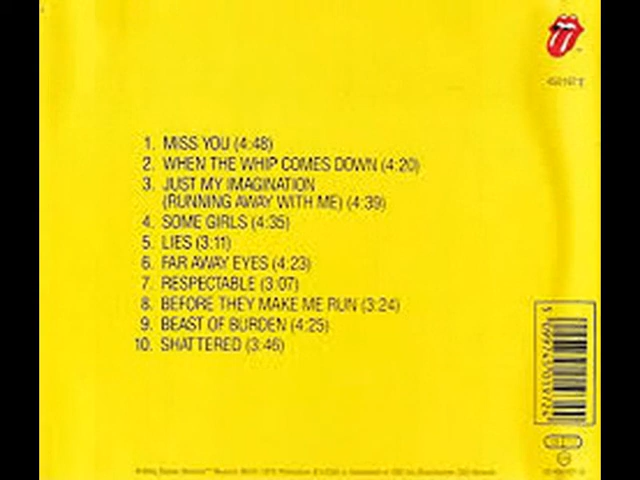 1. MISS YOU (4:48)
2. WHEN THE WHIP COMES DOWN (4:20)
3. JUST MY IMAGINATION
(RUNNING AWAY WITH ME) (4:39)
4. SOME GIRLS (4:35)
5. LIES (3:11)
6. FAR AWAY EYES (4:23)
7. RESPECTABLE (3:07)
8. BEFORE THEY MAKE ME RUN (3:24)
9. BEAST OF BURDEN (4:25)
10. SHATTERED (3:46)